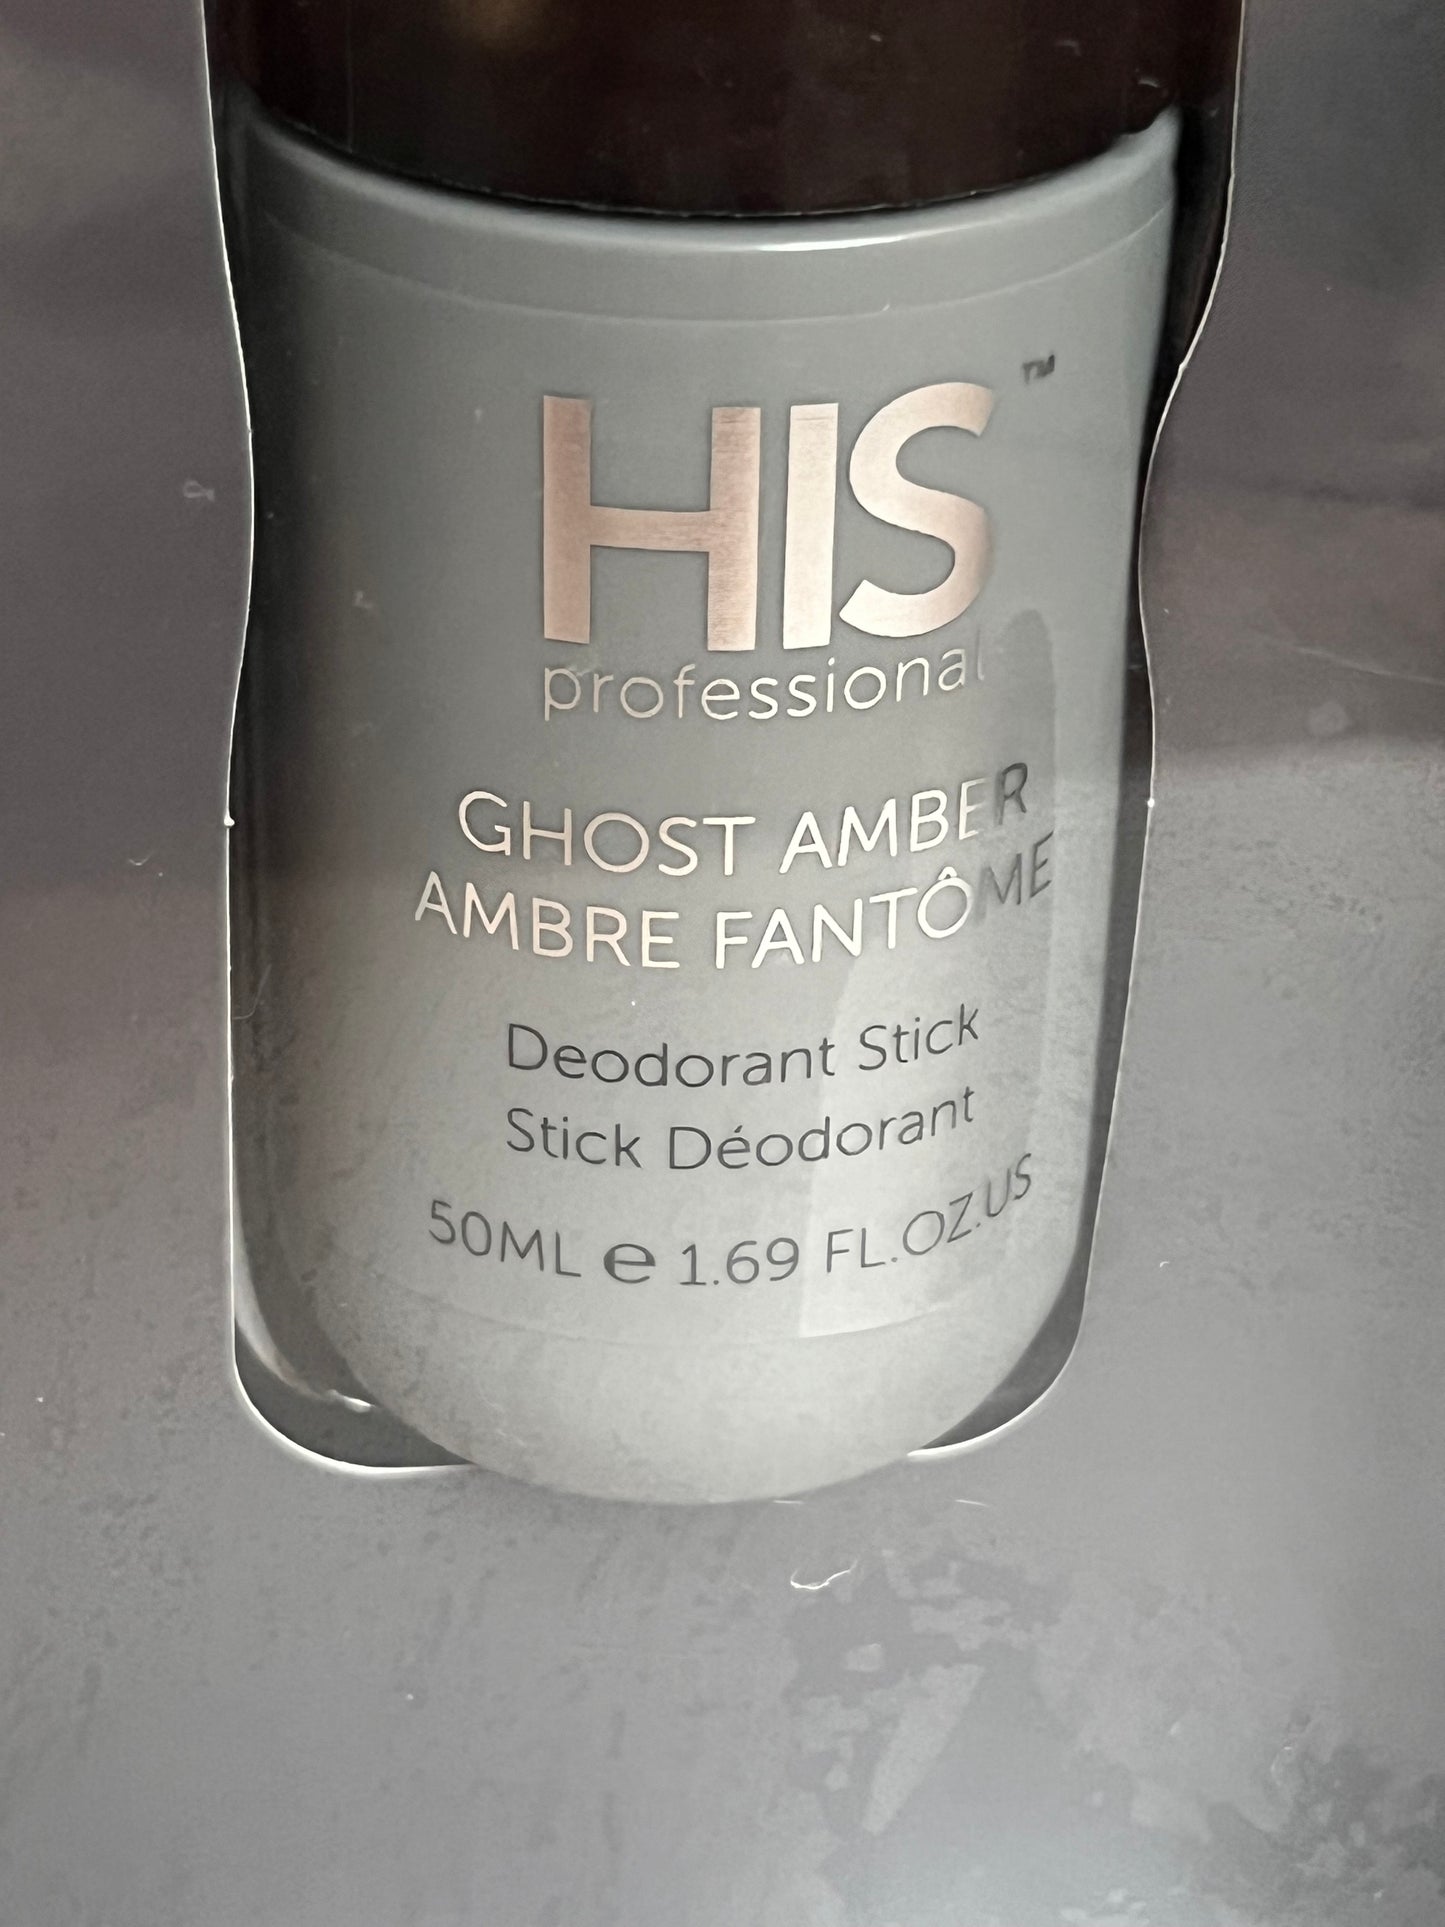 HIS™
professional
GHOST AMBER
AMBRE FANTÔME
Deodorant Stick
Stick Déodorant
50ML e 1.69 FL.OZ.US